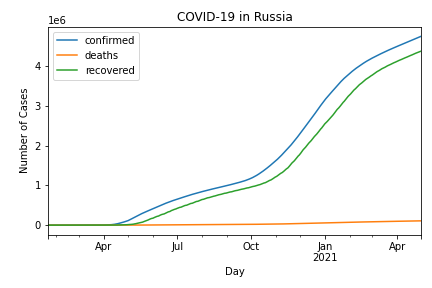 COVID-19 in Russia
1e6
confirmed
deaths
recovered
Number of Cases
4
3
2
1
0
Apr
Jul
Oct
Jan
2021
Apr
Day